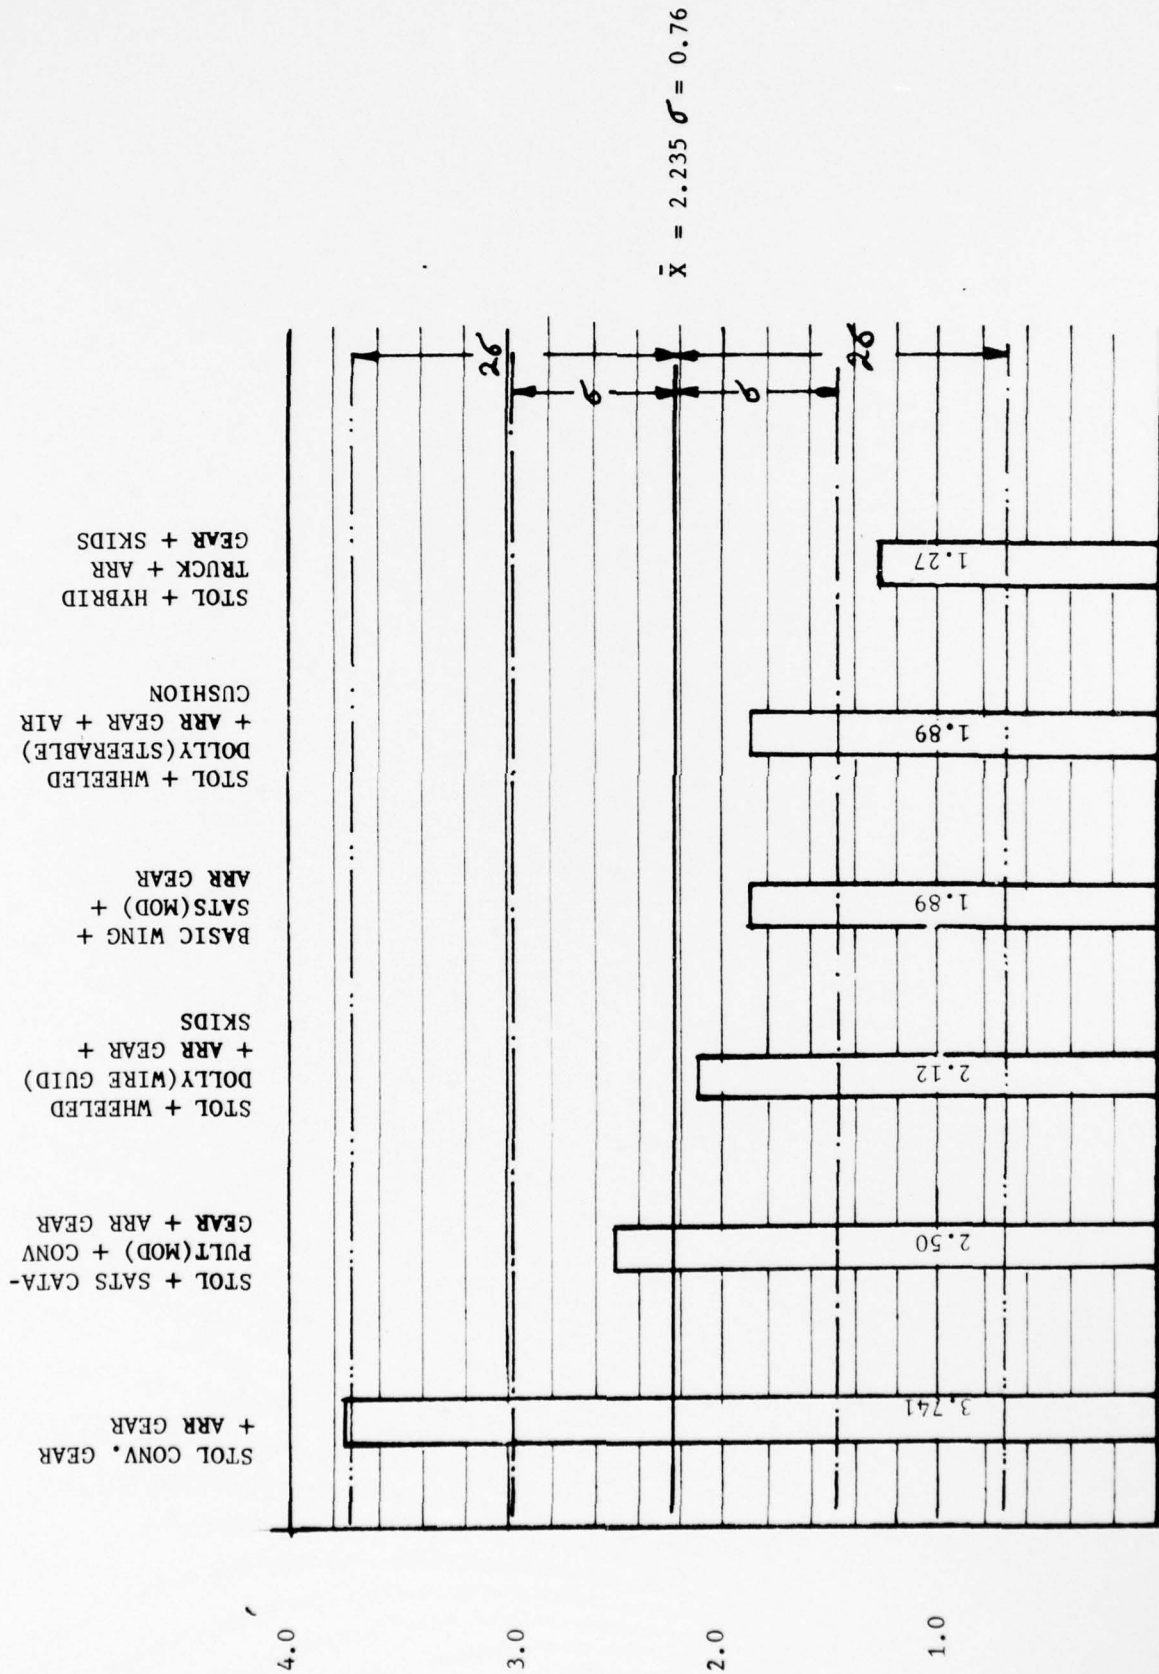 4.0
3.0
2.0
1.0
STOL CONV. GEAR
+ ARR GEAR
STOL + SATS CATA-
PULT(MOD) + CONV
GEAR + ARR GEAR
STOL + WHEELED
DOLLY(WIRE GUID)
+ ARR GEAR +
SKIDS
BASIC WING +
SATS(MOD) +
ARR GEAR
STOL + WHEELED
DOLLY(STEERABLE)
+ ARR GEAR + AIR
CUSHION
STOL + HYBRID
TRUCK + ARR
GEAR + SKIDS
3.741
2.50
2.12
1.89
1.89
1.27
2σ
σ
σ
2σ
X̄ = 2.235 σ = 0.76